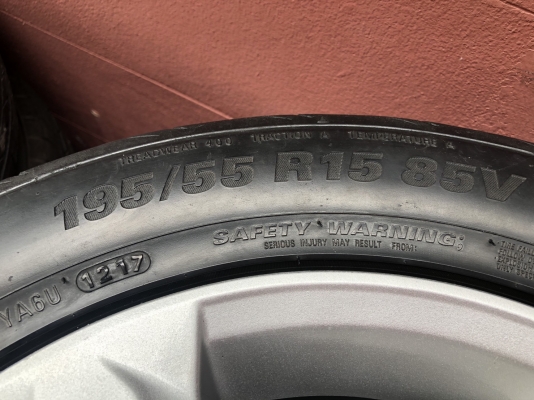 TREADWEAR 400 TRACTION A TEMPERATURE A
195/55 R15 85V
SAFETY WARNING:
SERIOUS INJURY MAY RESULT FROM:
YA6U 1217